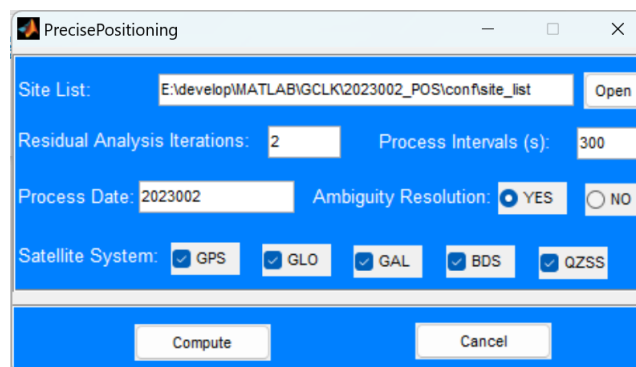 PrecisePositioning
Site List: E:\develop\MATLAB\GCLK\2023002_POS\conf\site_list Open
Residual Analysis Iterations: 2 Process Intervals (s): 300
Process Date: 2023002 Ambiguity Resolution: YES NO
Satellite System: GPS GLO GAL BDS QZSS
Compute Cancel